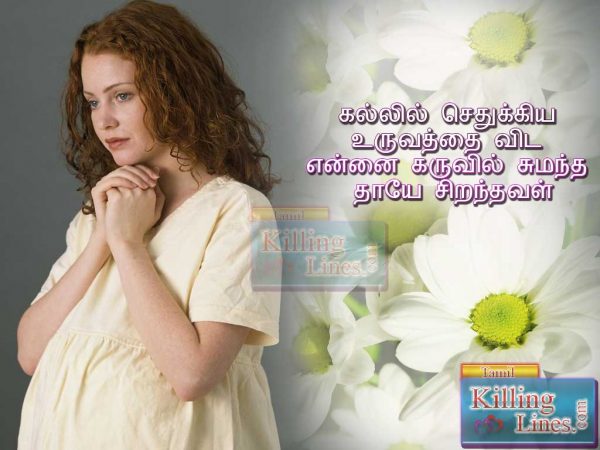 கல்லில் செதுக்கிய
உருவத்தை விட
என்னை கருவில் சுமந்த
தாயே சிறந்தவள்
Tamil
Killing
Lines.com
Tamil
Killing
Lines.com